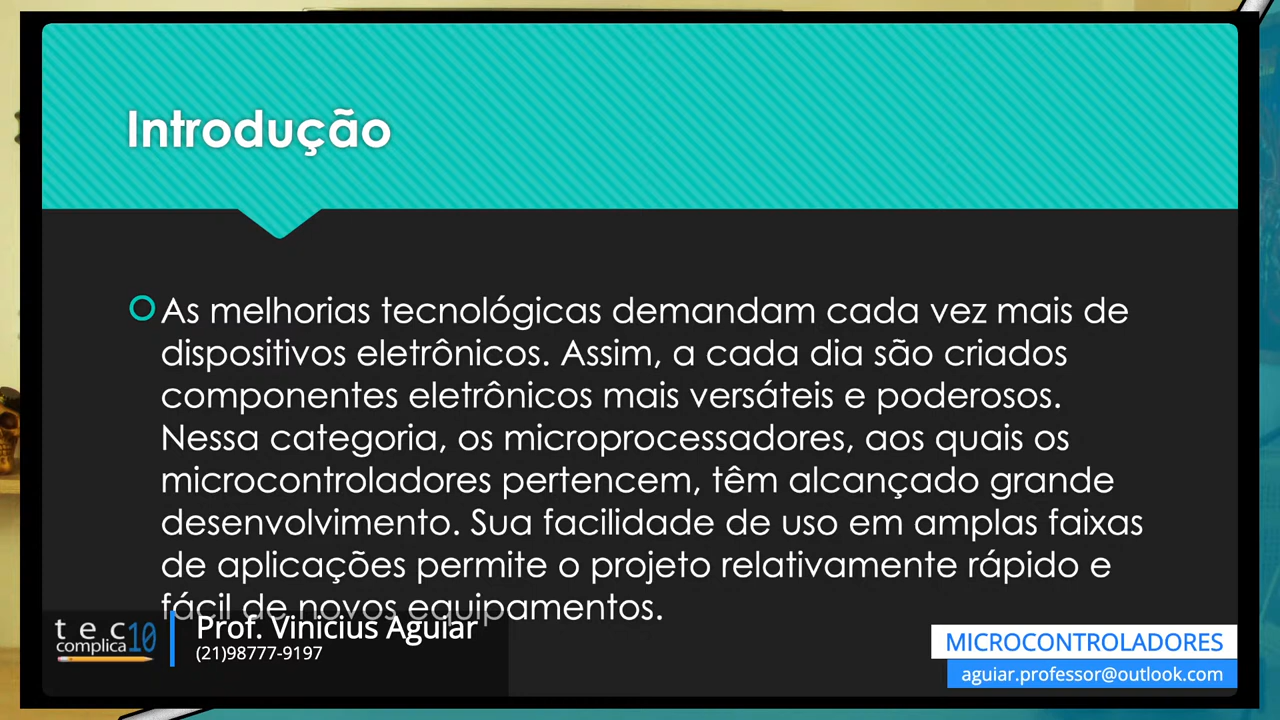 Introdução
As melhorias tecnológicas demandam cada vez mais de
dispositivos eletrônicos. Assim, a cada dia são criados
componentes eletrônicos mais versáteis e poderosos.
Nessa categoria, os microprocessadores, aos quais os
microcontroladores pertencem, têm alcançado grande
desenvolvimento. Sua facilidade de uso em amplas faixas
de aplicações permite o projeto relativamente rápido e
fácil de novos equipamentos.
tec
complica10
Prof. Vinicius Aguiar
(21)98777-9197
MICROCONTROLADORES
aguiar.professor@outlook.com